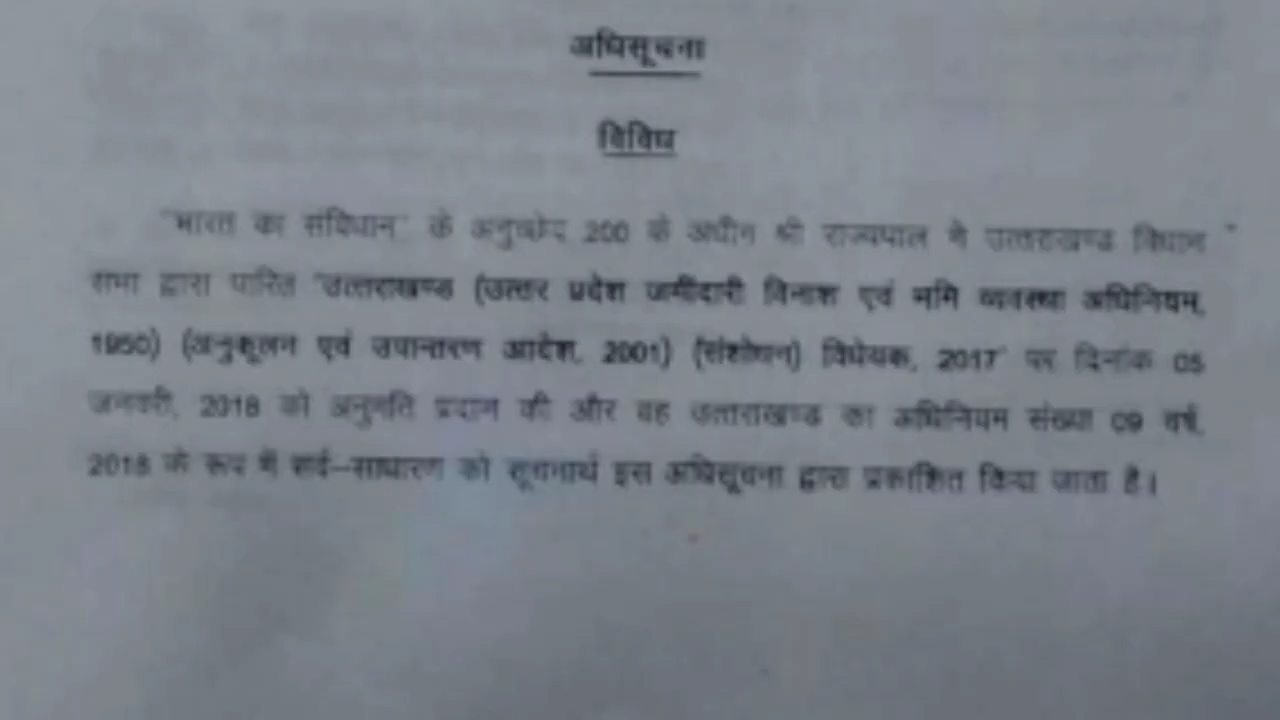 अधिसूचना
विविध
"भारत का संविधान" के अनुच्छेद 200 के अधीन श्री राज्यपाल ने उत्तराखण्ड विधान
सभा द्वारा पारित "उत्तराखण्ड (उत्तर प्रदेश जमींदारी विनाश एवं भूमि व्यवस्था अधिनियम,
1950) (अनुकूलन एवं उपान्तरण आदेश, 2001) (संशोधन) विधेयक, 2017" पर दिनांक 05
जनवरी, 2018 को अनुमति प्रदान की और वह उत्तराखण्ड का अधिनियम संख्या 09 वर्ष,
2018 के रूप में सर्व-साधारण को सूचनार्थ इस अधिसूचना द्वारा प्रकाशित किया जाता है।